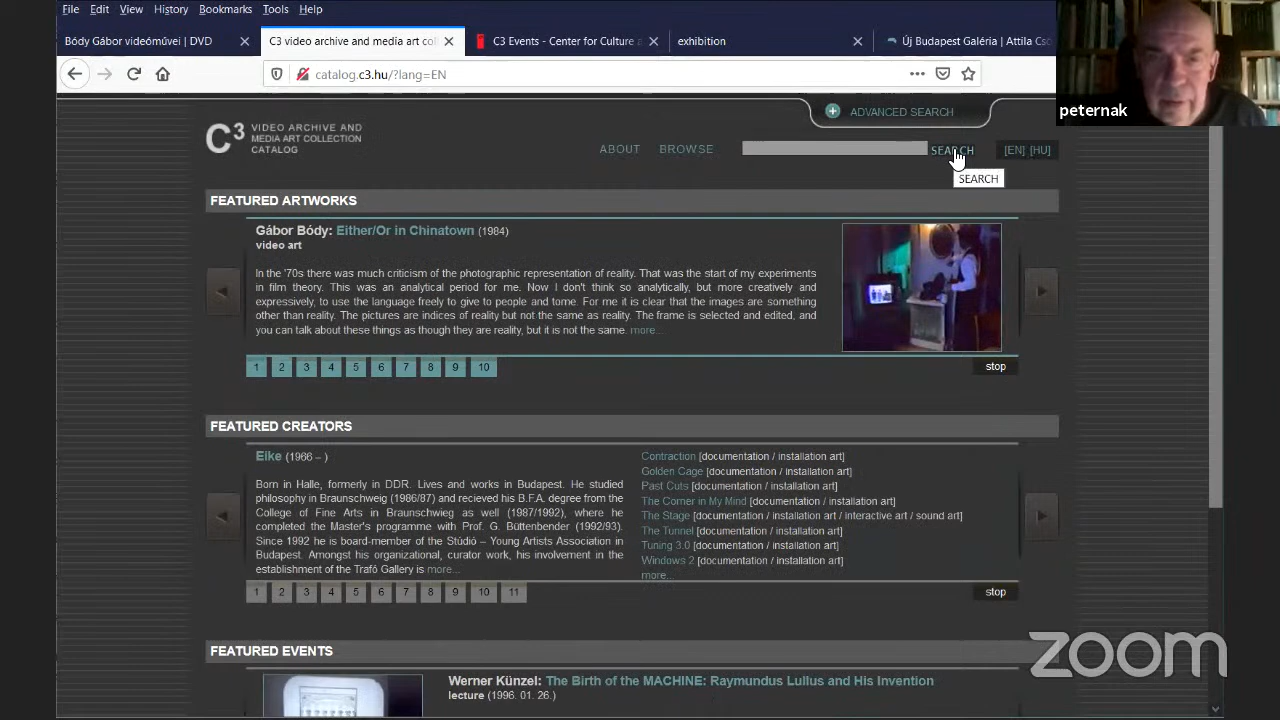 File Edit View History Bookmarks Tools Help
Bódy Gábor videóművei | DVD
C3 video archive and media art col
C3 Events - Center for Culture a
exhibition
Új Budapest Galéria | Attila Cső
catalog.c3.hu/?lang=EN
peternak
ADVANCED SEARCH
C3 VIDEO ARCHIVE AND
MEDIA ART COLLECTION
CATALOG
ABOUT BROWSE SEARCH [EN] [HU]
SEARCH
FEATURED ARTWORKS
Gábor Bódy: Either/Or in Chinatown (1984)
video art
In the '70s there was much criticism of the photographic representation of reality. That was the start of my experiments
in film theory. This was an analytical period for me. Now I don't think so analytically, but more creatively and
expressively, to use the language freely to give to people and tome. For me it is clear that the images are something
other than reality. The pictures are indices of reality but not the same as reality. The frame is selected and edited, and
you can talk about these things as though they are reality, but it is not the same. more...
1 2 3 4 5 6 7 8 9 10 stop
FEATURED CREATORS
Eike (1966 – )
Born in Halle, formerly in DDR. Lives and works in Budapest. He studied
philosophy in Braunschweig (1986/87) and recieved his B.F.A. degree from the
College of Fine Arts in Braunschweig as well (1987/1992), where he
completed the Master's programme with Prof. G. Büttenbender (1992/93).
Since 1992 he is board-member of the Stúdió – Young Artists Association in
Budapest. Amongst his organizational, curator work, his involvement in the
establishment of the Trafó Gallery is more...
Contraction [documentation / installation art]
Golden Cage [documentation / installation art]
Past Cuts [documentation / installation art]
The Corner in My Mind [documentation / installation art]
The Stage [documentation / installation art / interactive art / sound art]
The Tunnel [documentation / installation art]
Tuning 3.0 [documentation / installation art]
Windows 2 [documentation / installation art]
more...
1 2 3 4 5 6 7 8 9 10 11 stop
FEATURED EVENTS
Werner Künzel: The Birth of the MACHINE: Raymundus Lullus and His Invention
lecture (1996. 01. 26.)
zoom